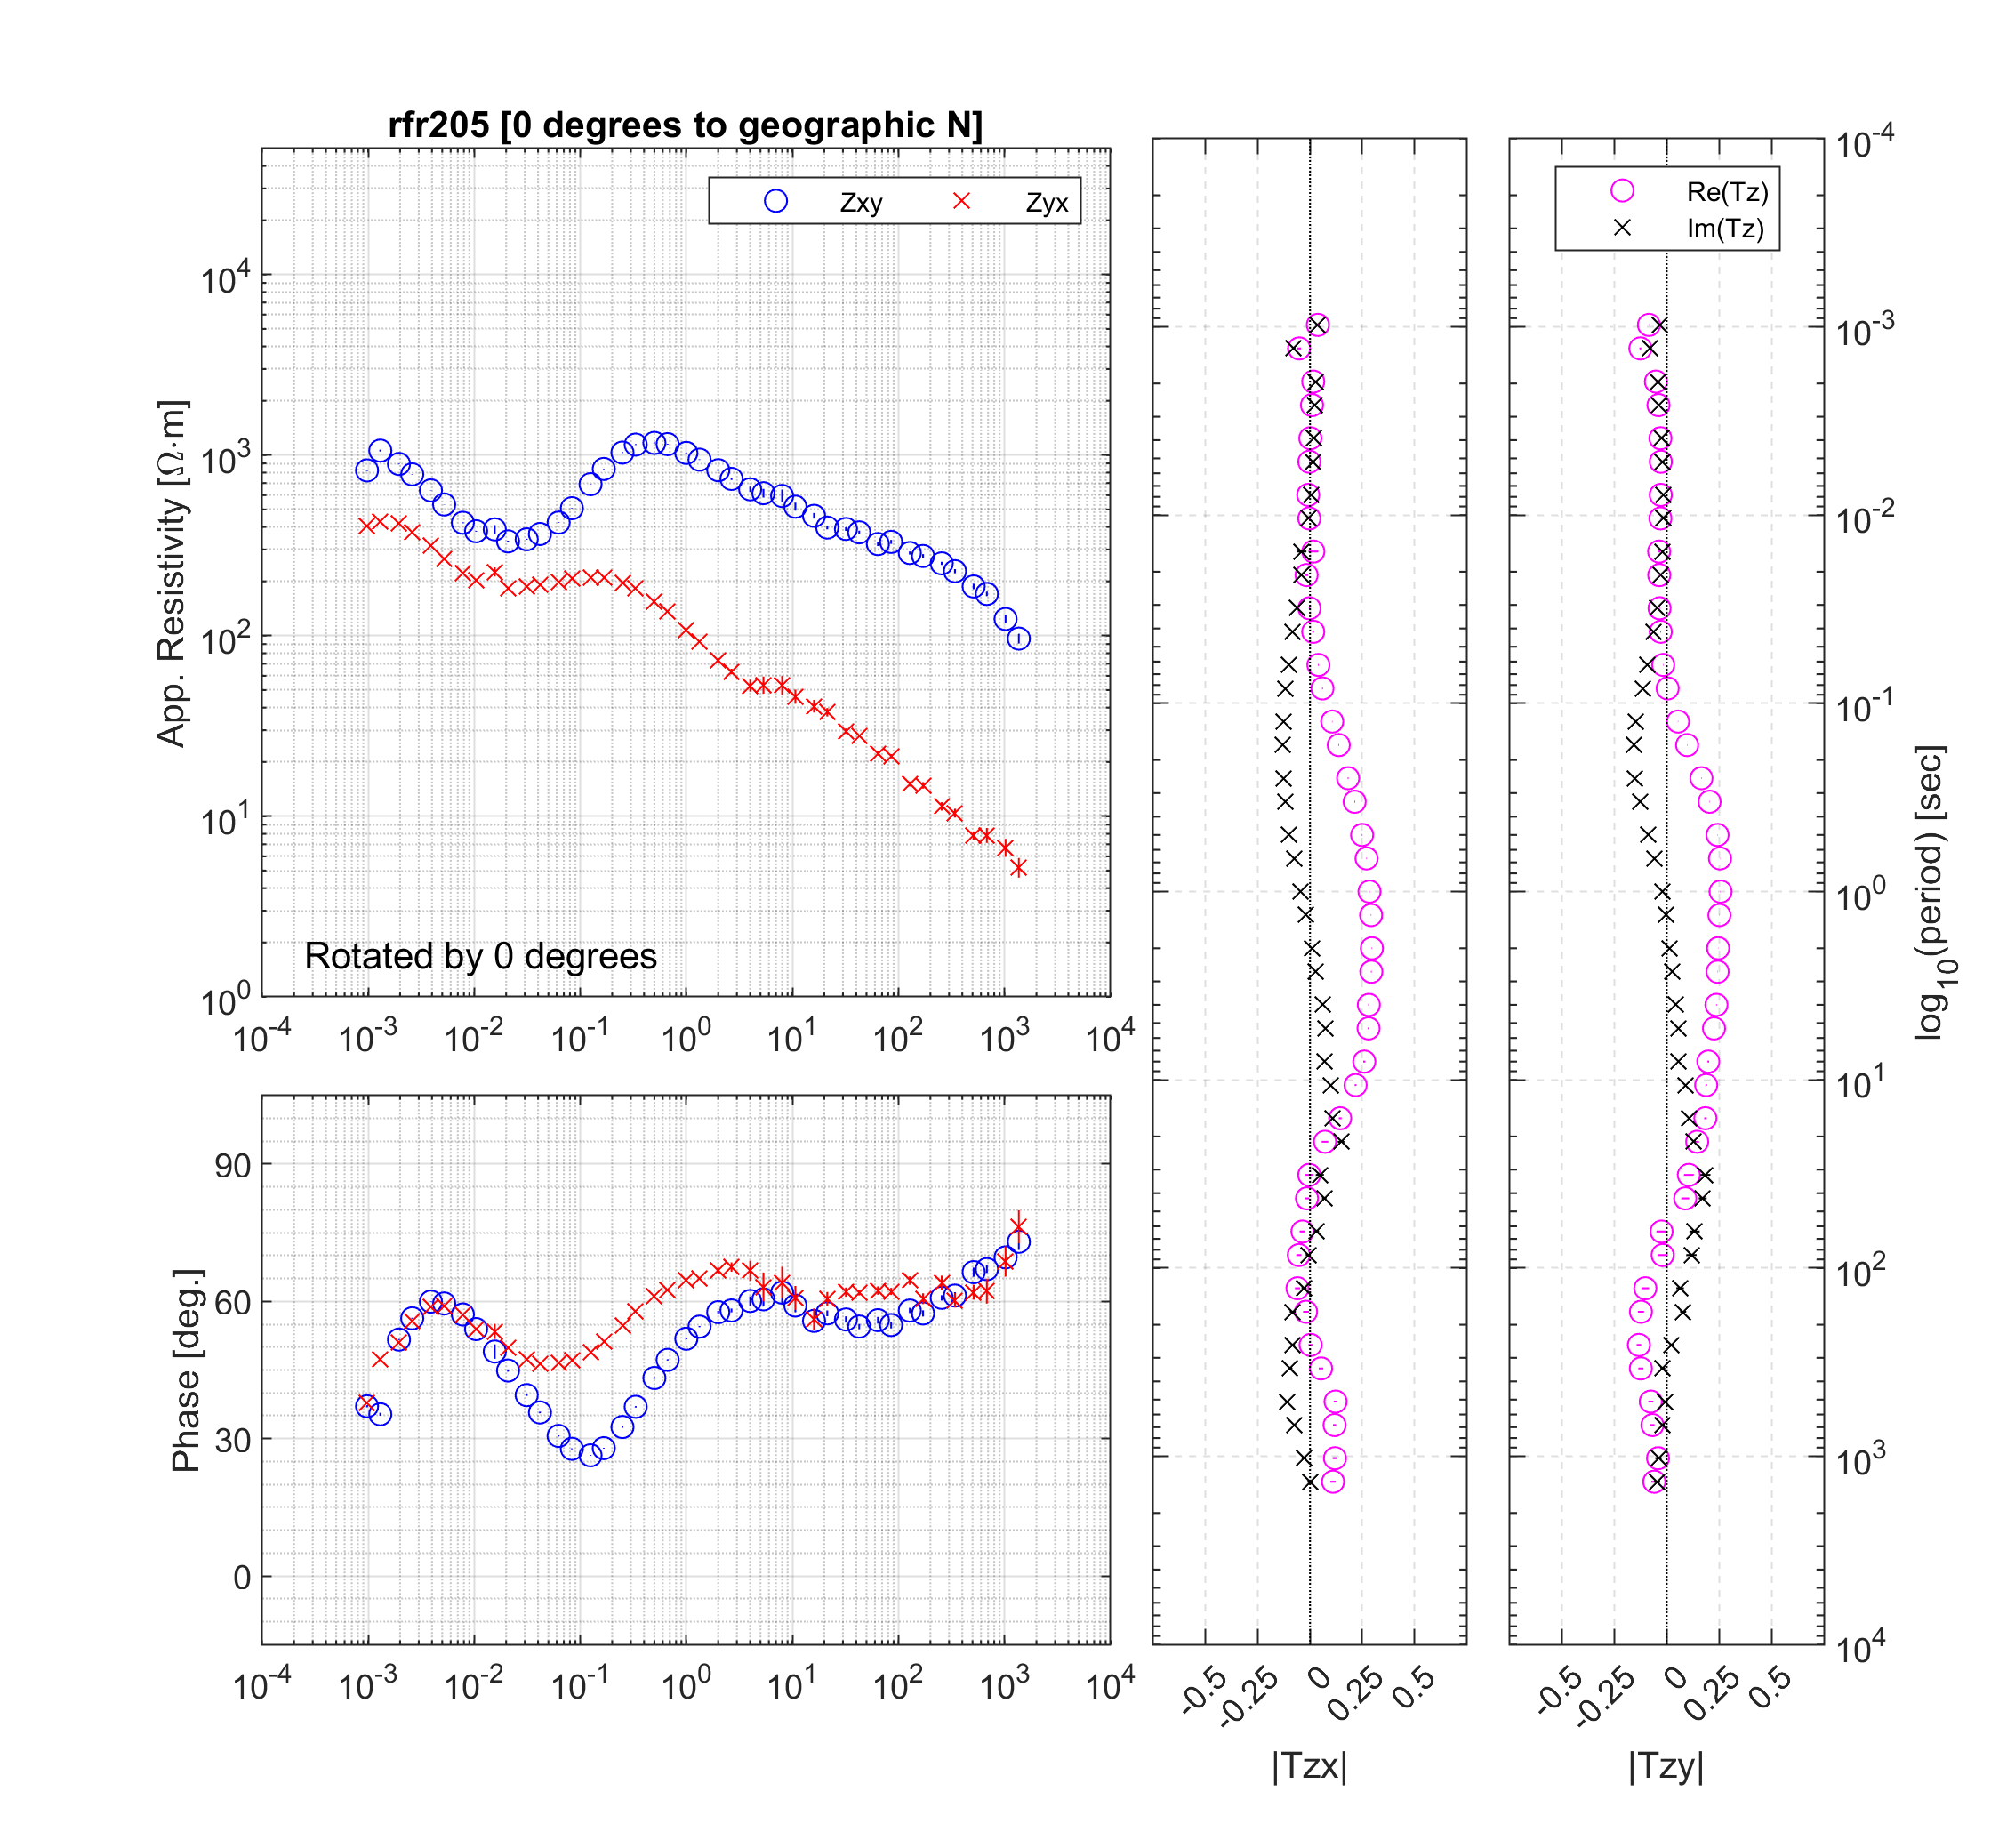 rfr205 [0 degrees to geographic N]
Zxy Zyx
App. Resistivity [Ω·m]
10^4
10^3
10^2
10^1
10^0
Rotated by 0 degrees
10^-4 10^-3 10^-2 10^-1 10^0 10^1 10^2 10^3 10^4
Phase [deg.]
90
60
30
0
10^-4 10^-3 10^-2 10^-1 10^0 10^1 10^2 10^3 10^4
-0.5 -0.25 0 0.25 0.5
|Tzx|
Re(Tz)
Im(Tz)
-0.5 -0.25 0 0.25 0.5
|Tzy|
10^-4
10^-3
10^-2
10^-1
10^0
10^1
10^2
10^3
10^4
log10(period) [sec]